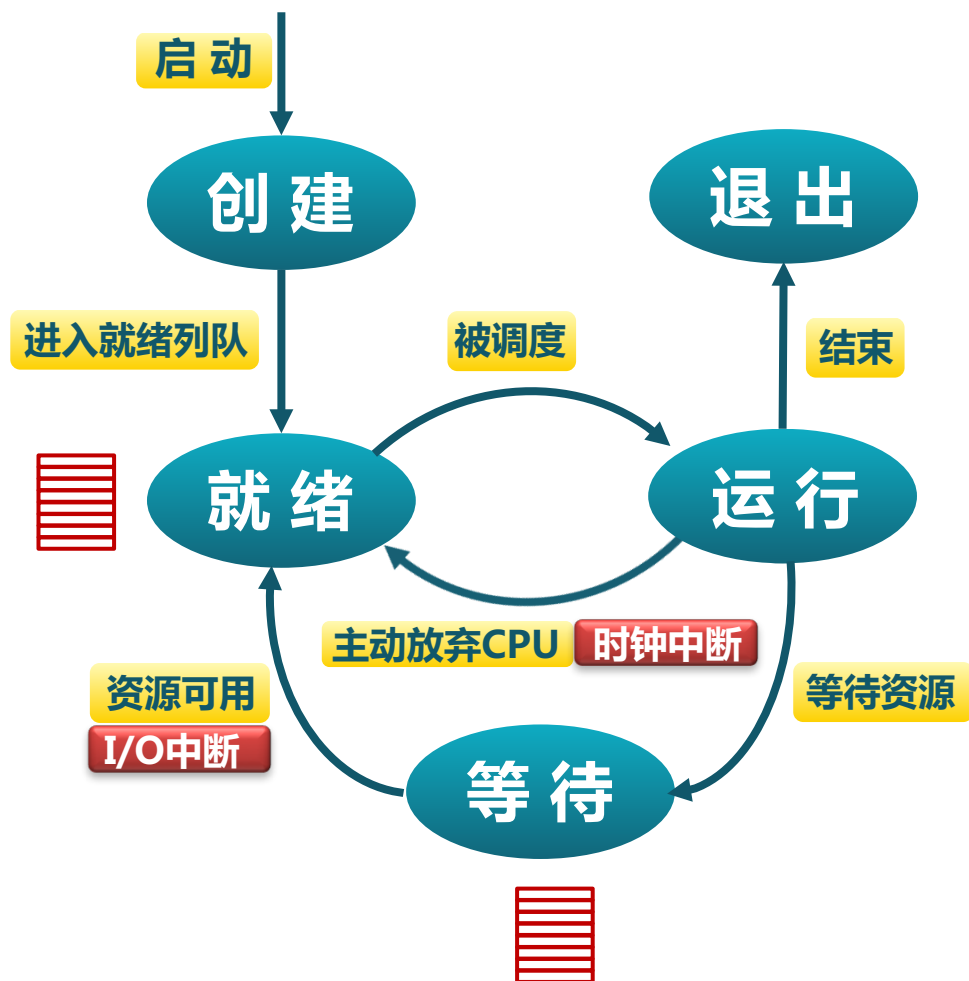 启 动
创 建
退 出
进入就绪列队
被调度
结束
就 绪
运 行
主动放弃CPU 时钟中断
资源可用
等待资源
I/O中断
等 待